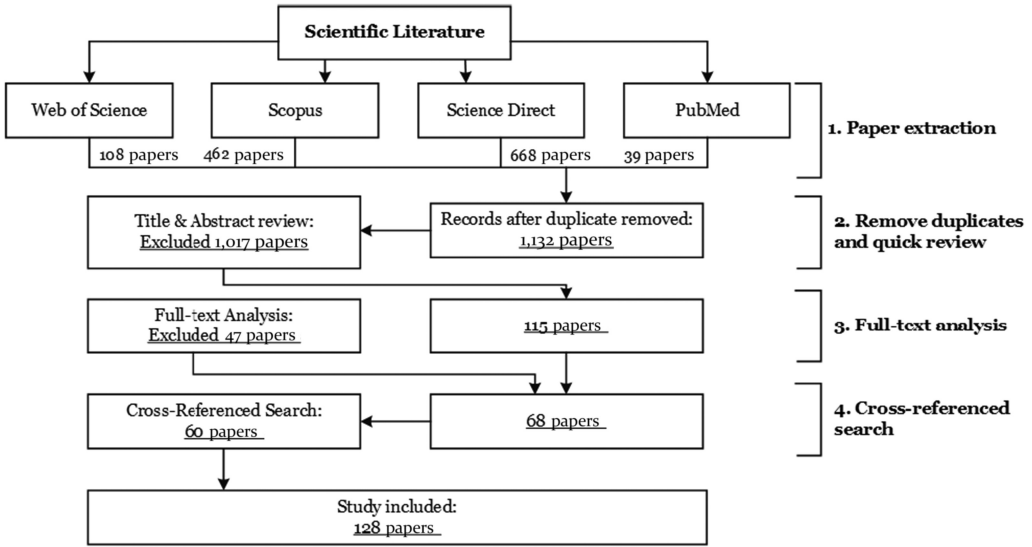 Scientific Literature
Web of Science
Scopus
Science Direct
PubMed
1. Paper extraction
108 papers
462 papers
668 papers
39 papers
Title & Abstract review:
Excluded 1,017 papers
Records after duplicate removed:
1,132 papers
2. Remove duplicates
and quick review
Full-text Analysis:
Excluded 47 papers
115 papers
3. Full-text analysis
Cross-Referenced Search:
60 papers
68 papers
4. Cross-referenced
search
Study included:
128 papers